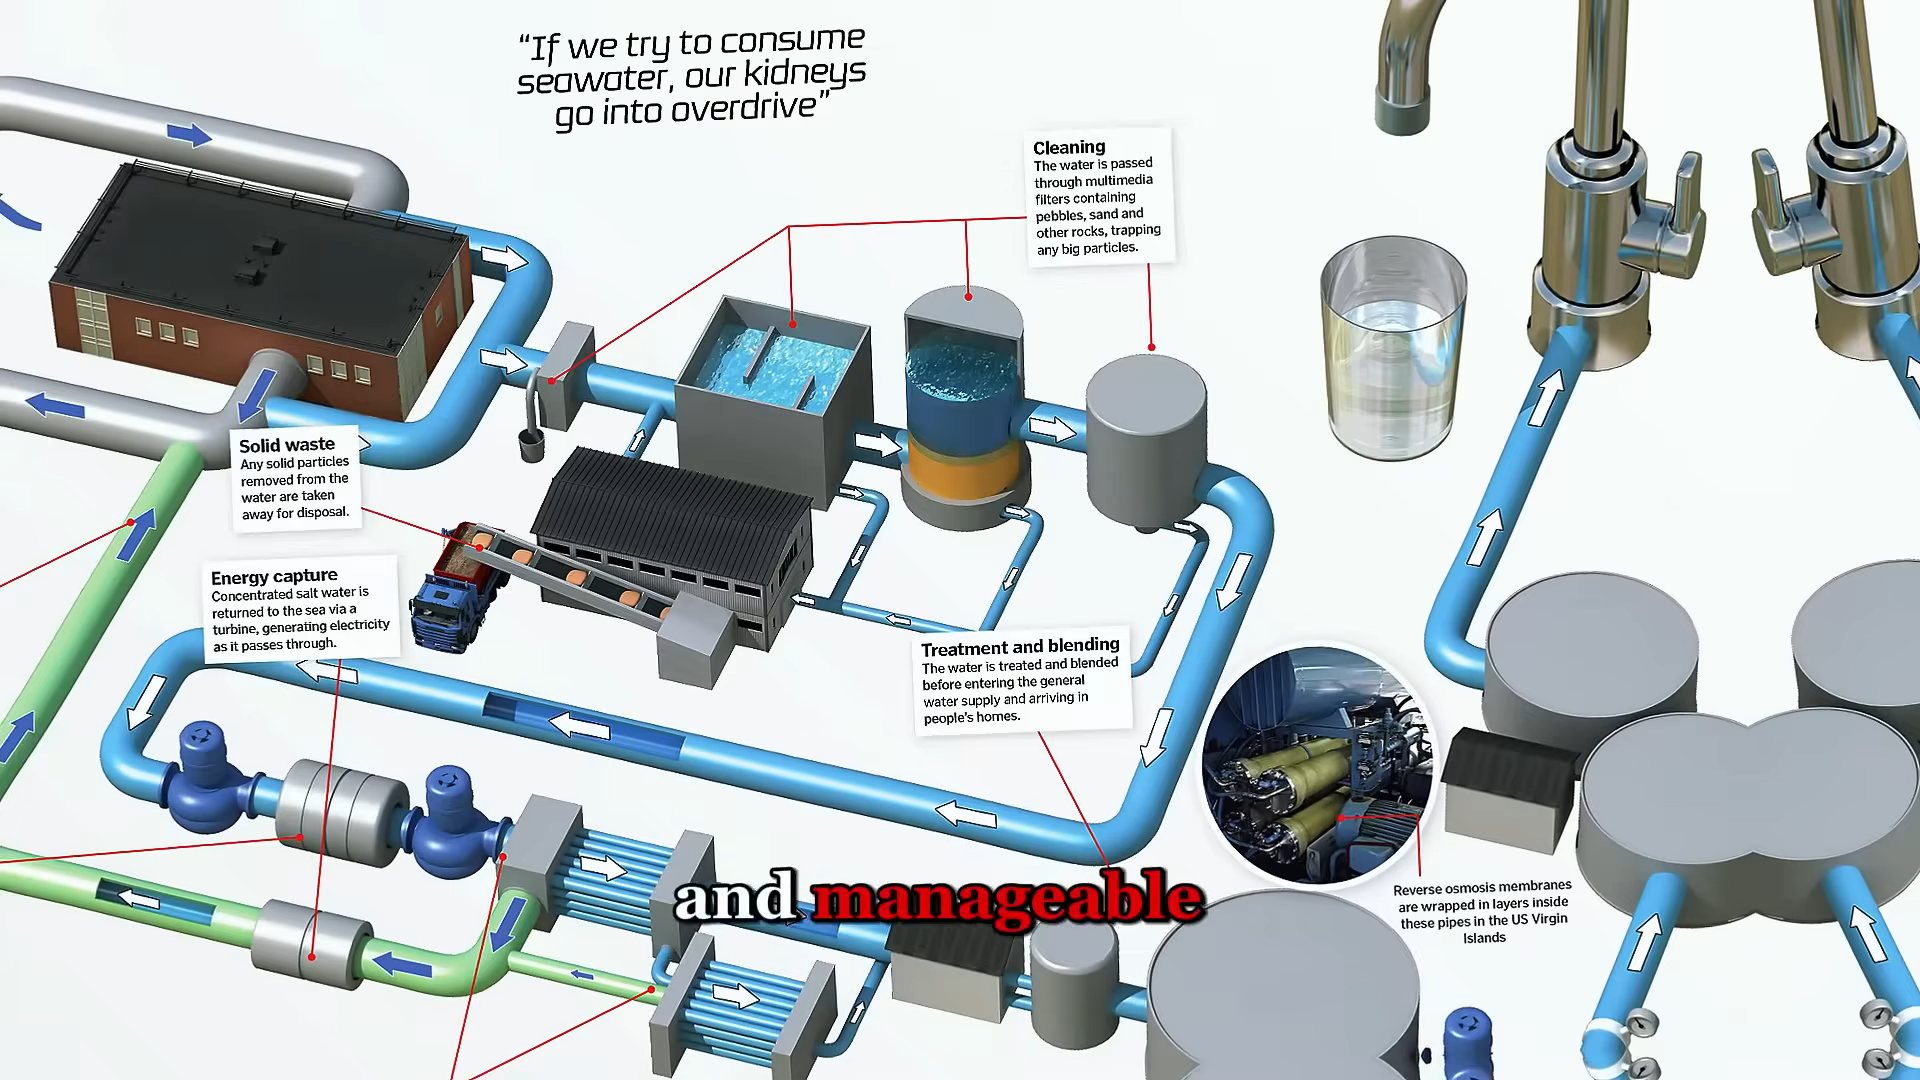 “If we try to consume
seawater, our kidneys
go into overdrive”
Cleaning
The water is passed
through multimedia
filters containing
pebbles, sand and
other rocks, trapping
any big particles.
Solid waste
Any solid particles
removed from the
water are taken
away for disposal.
Energy capture
Concentrated salt water is
returned to the sea via a
turbine, generating electricity
as it passes through.
Treatment and blending
The water is treated and blended
before entering the general
water supply and arriving in
people's homes.
and manageable
Reverse osmosis membranes
are wrapped in layers inside
these pipes in the US Virgin
Islands